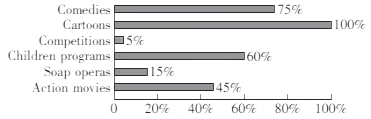 Comedies 75%
Cartoons 100%
Competitions 5%
Children programs 60%
Soap operas 15%
Action movies 45%
0 20% 40% 60% 80% 100%